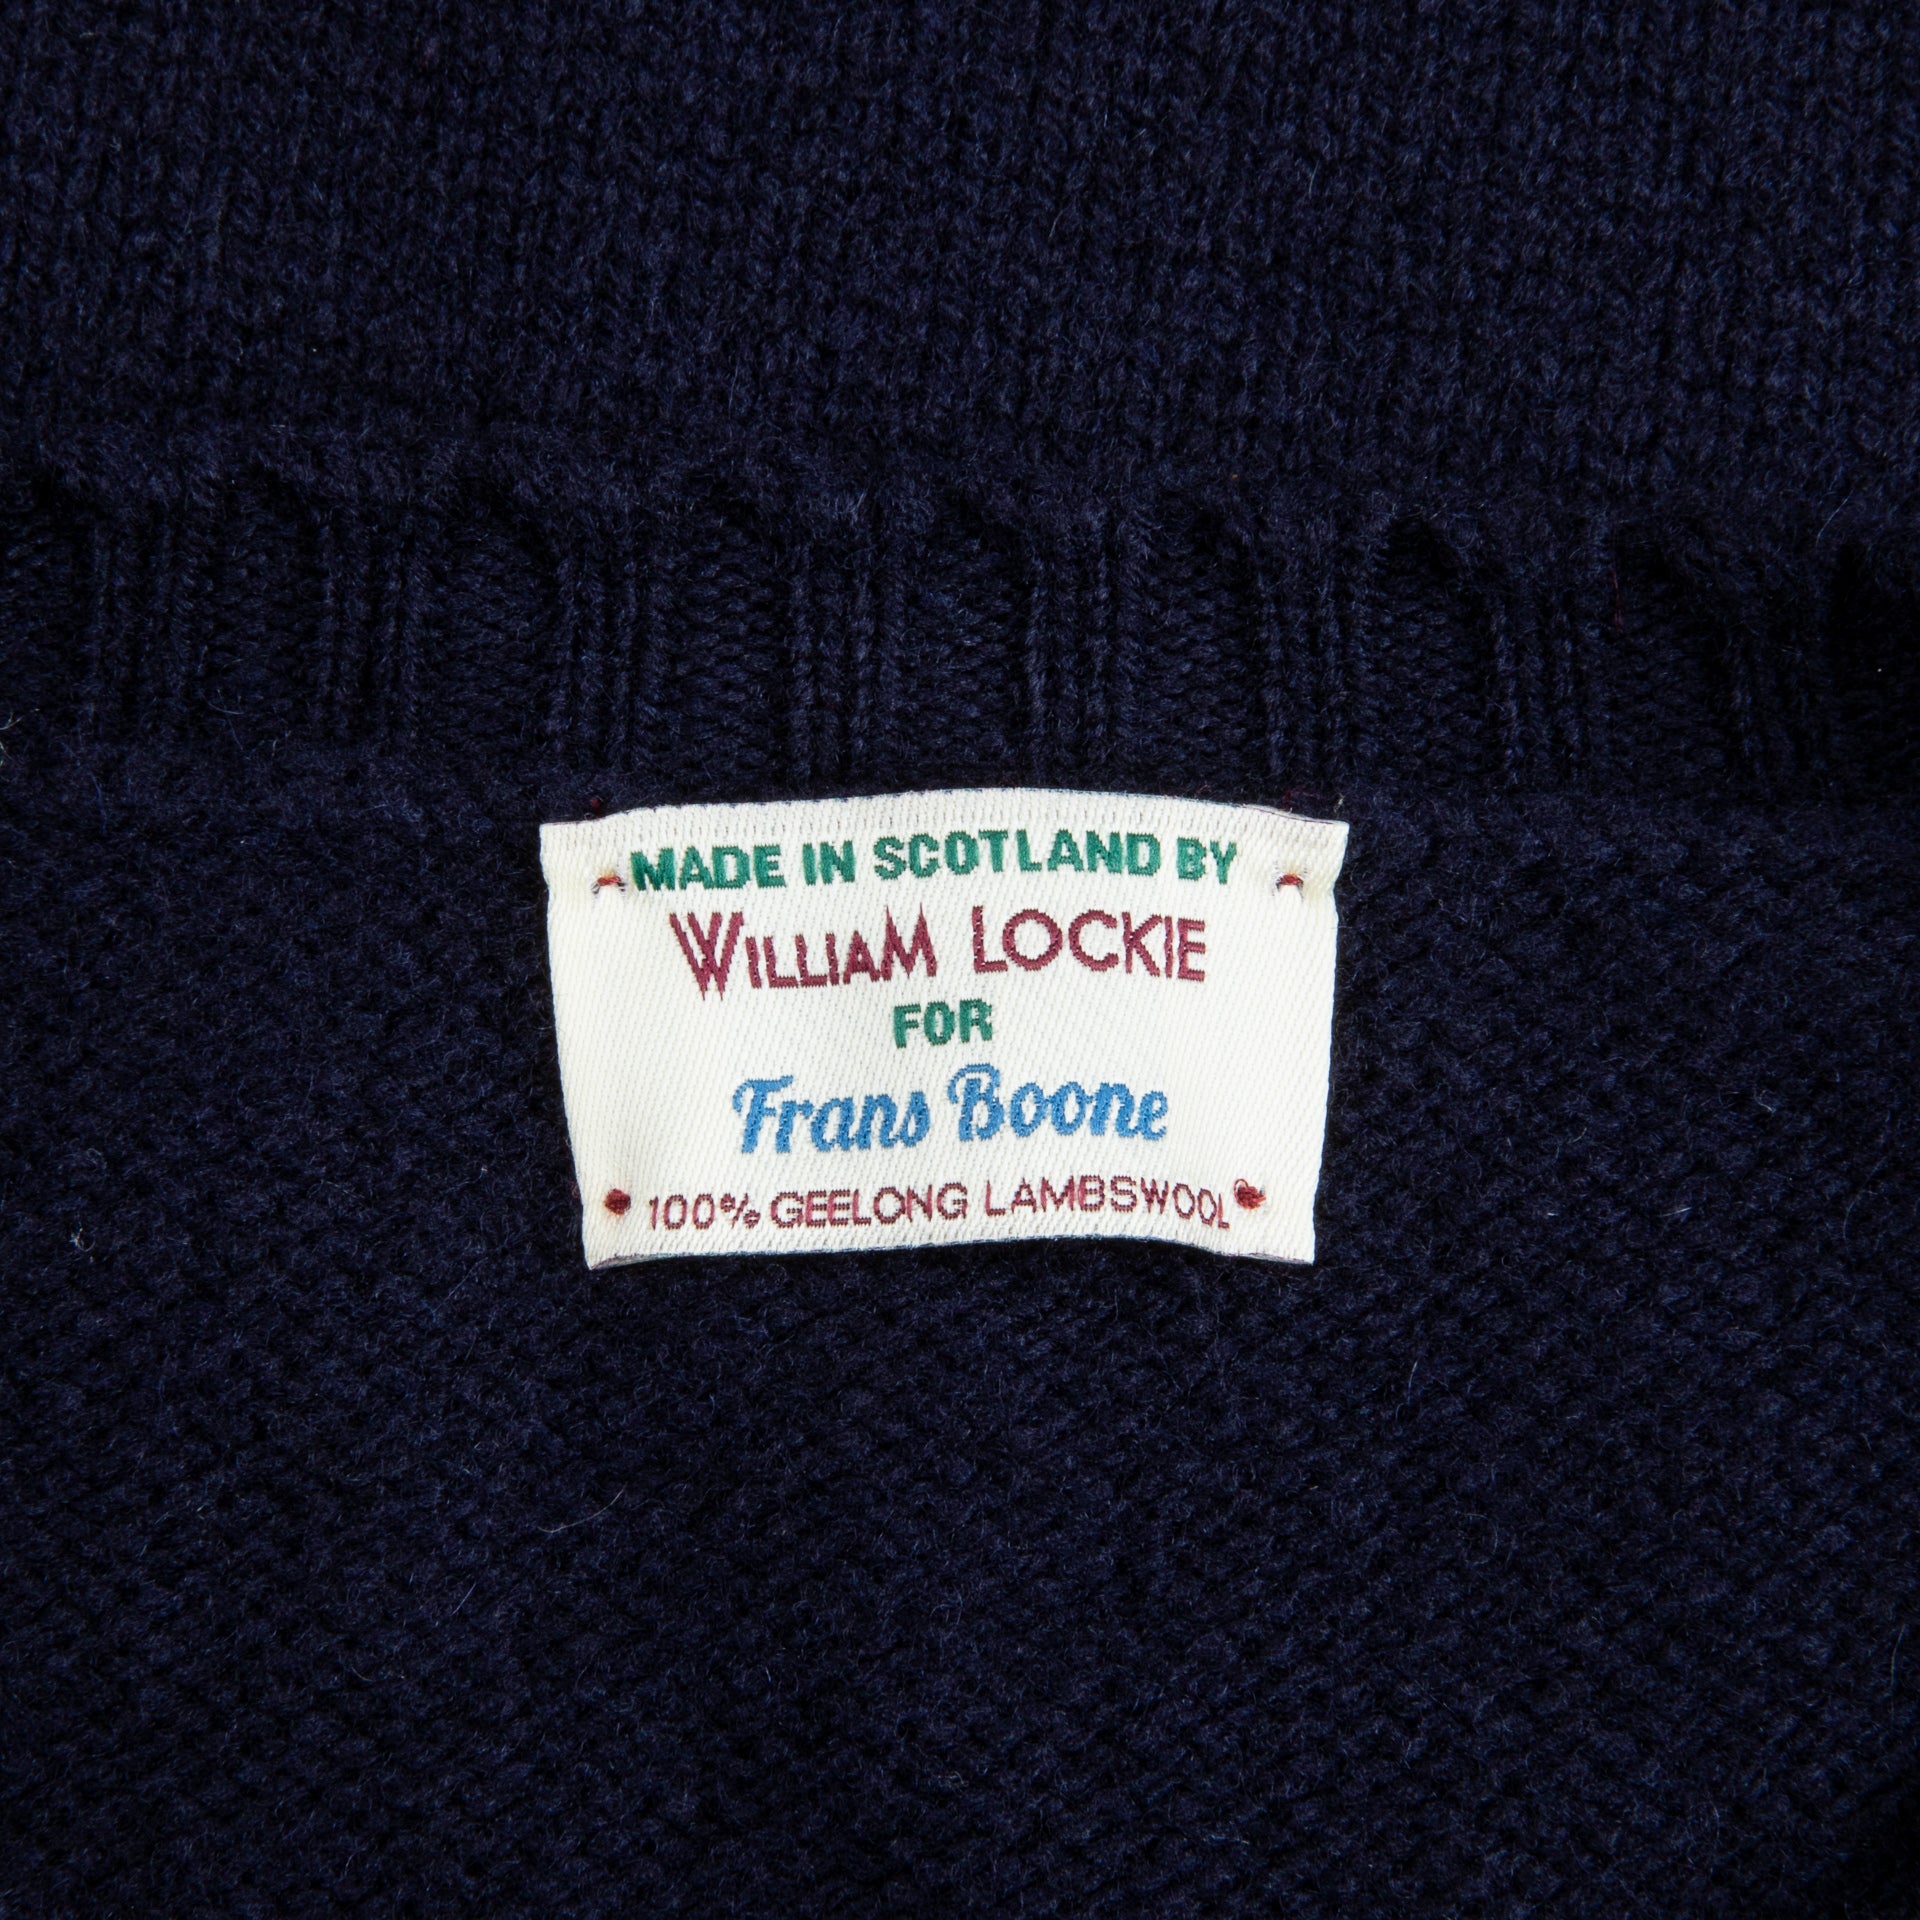 MADE IN SCOTLAND BY
WILLIAM LOCKIE
FOR
Frans Boone
100% GEELONG LAMBSWOOL